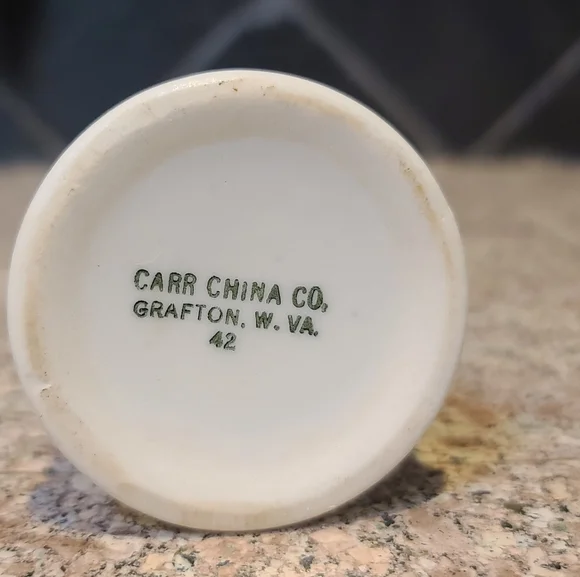 CARR CHINA CO,
GRAFTON. W. VA.
42